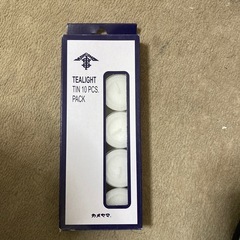 TEALIGHT
TIN 10 PCS.
PACK
カメヤマ